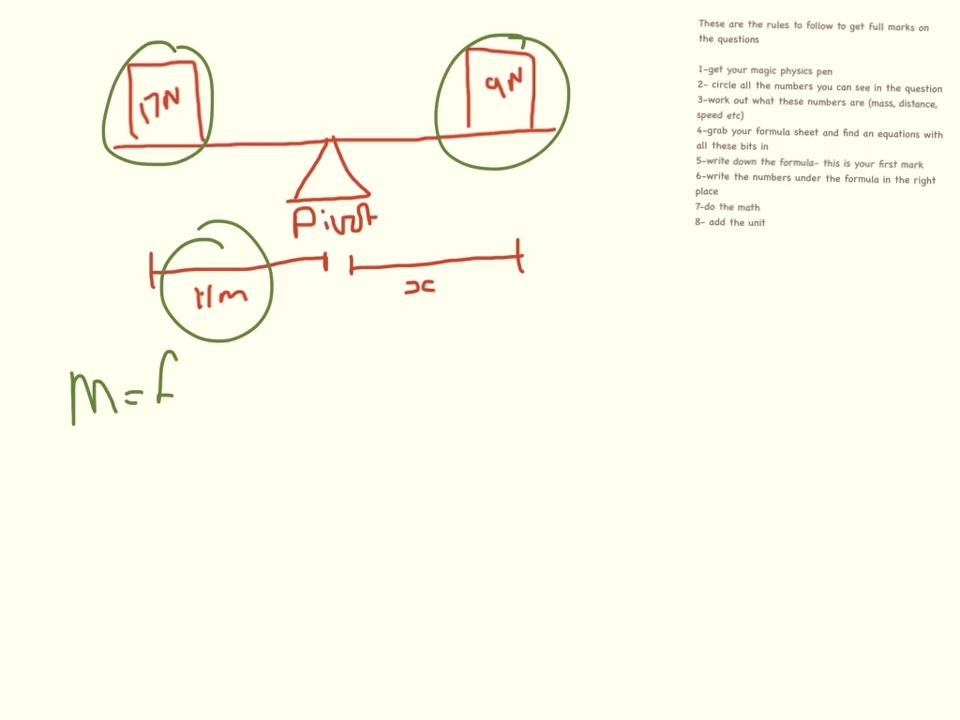 17N
9N
Pivot
x
M = f
These are the rules to follow to get full marks on
the questions
1-get your magic physics pen
2- circle all the numbers you can see in the question
3-work out what these numbers are (mass, distance,
speed etc)
4-grab your formula sheet and find an equations with
all these bits in
5-write down the formula- this is your first mark
6-write the numbers under the formula in the right
place
7-do the math
8- add the unit